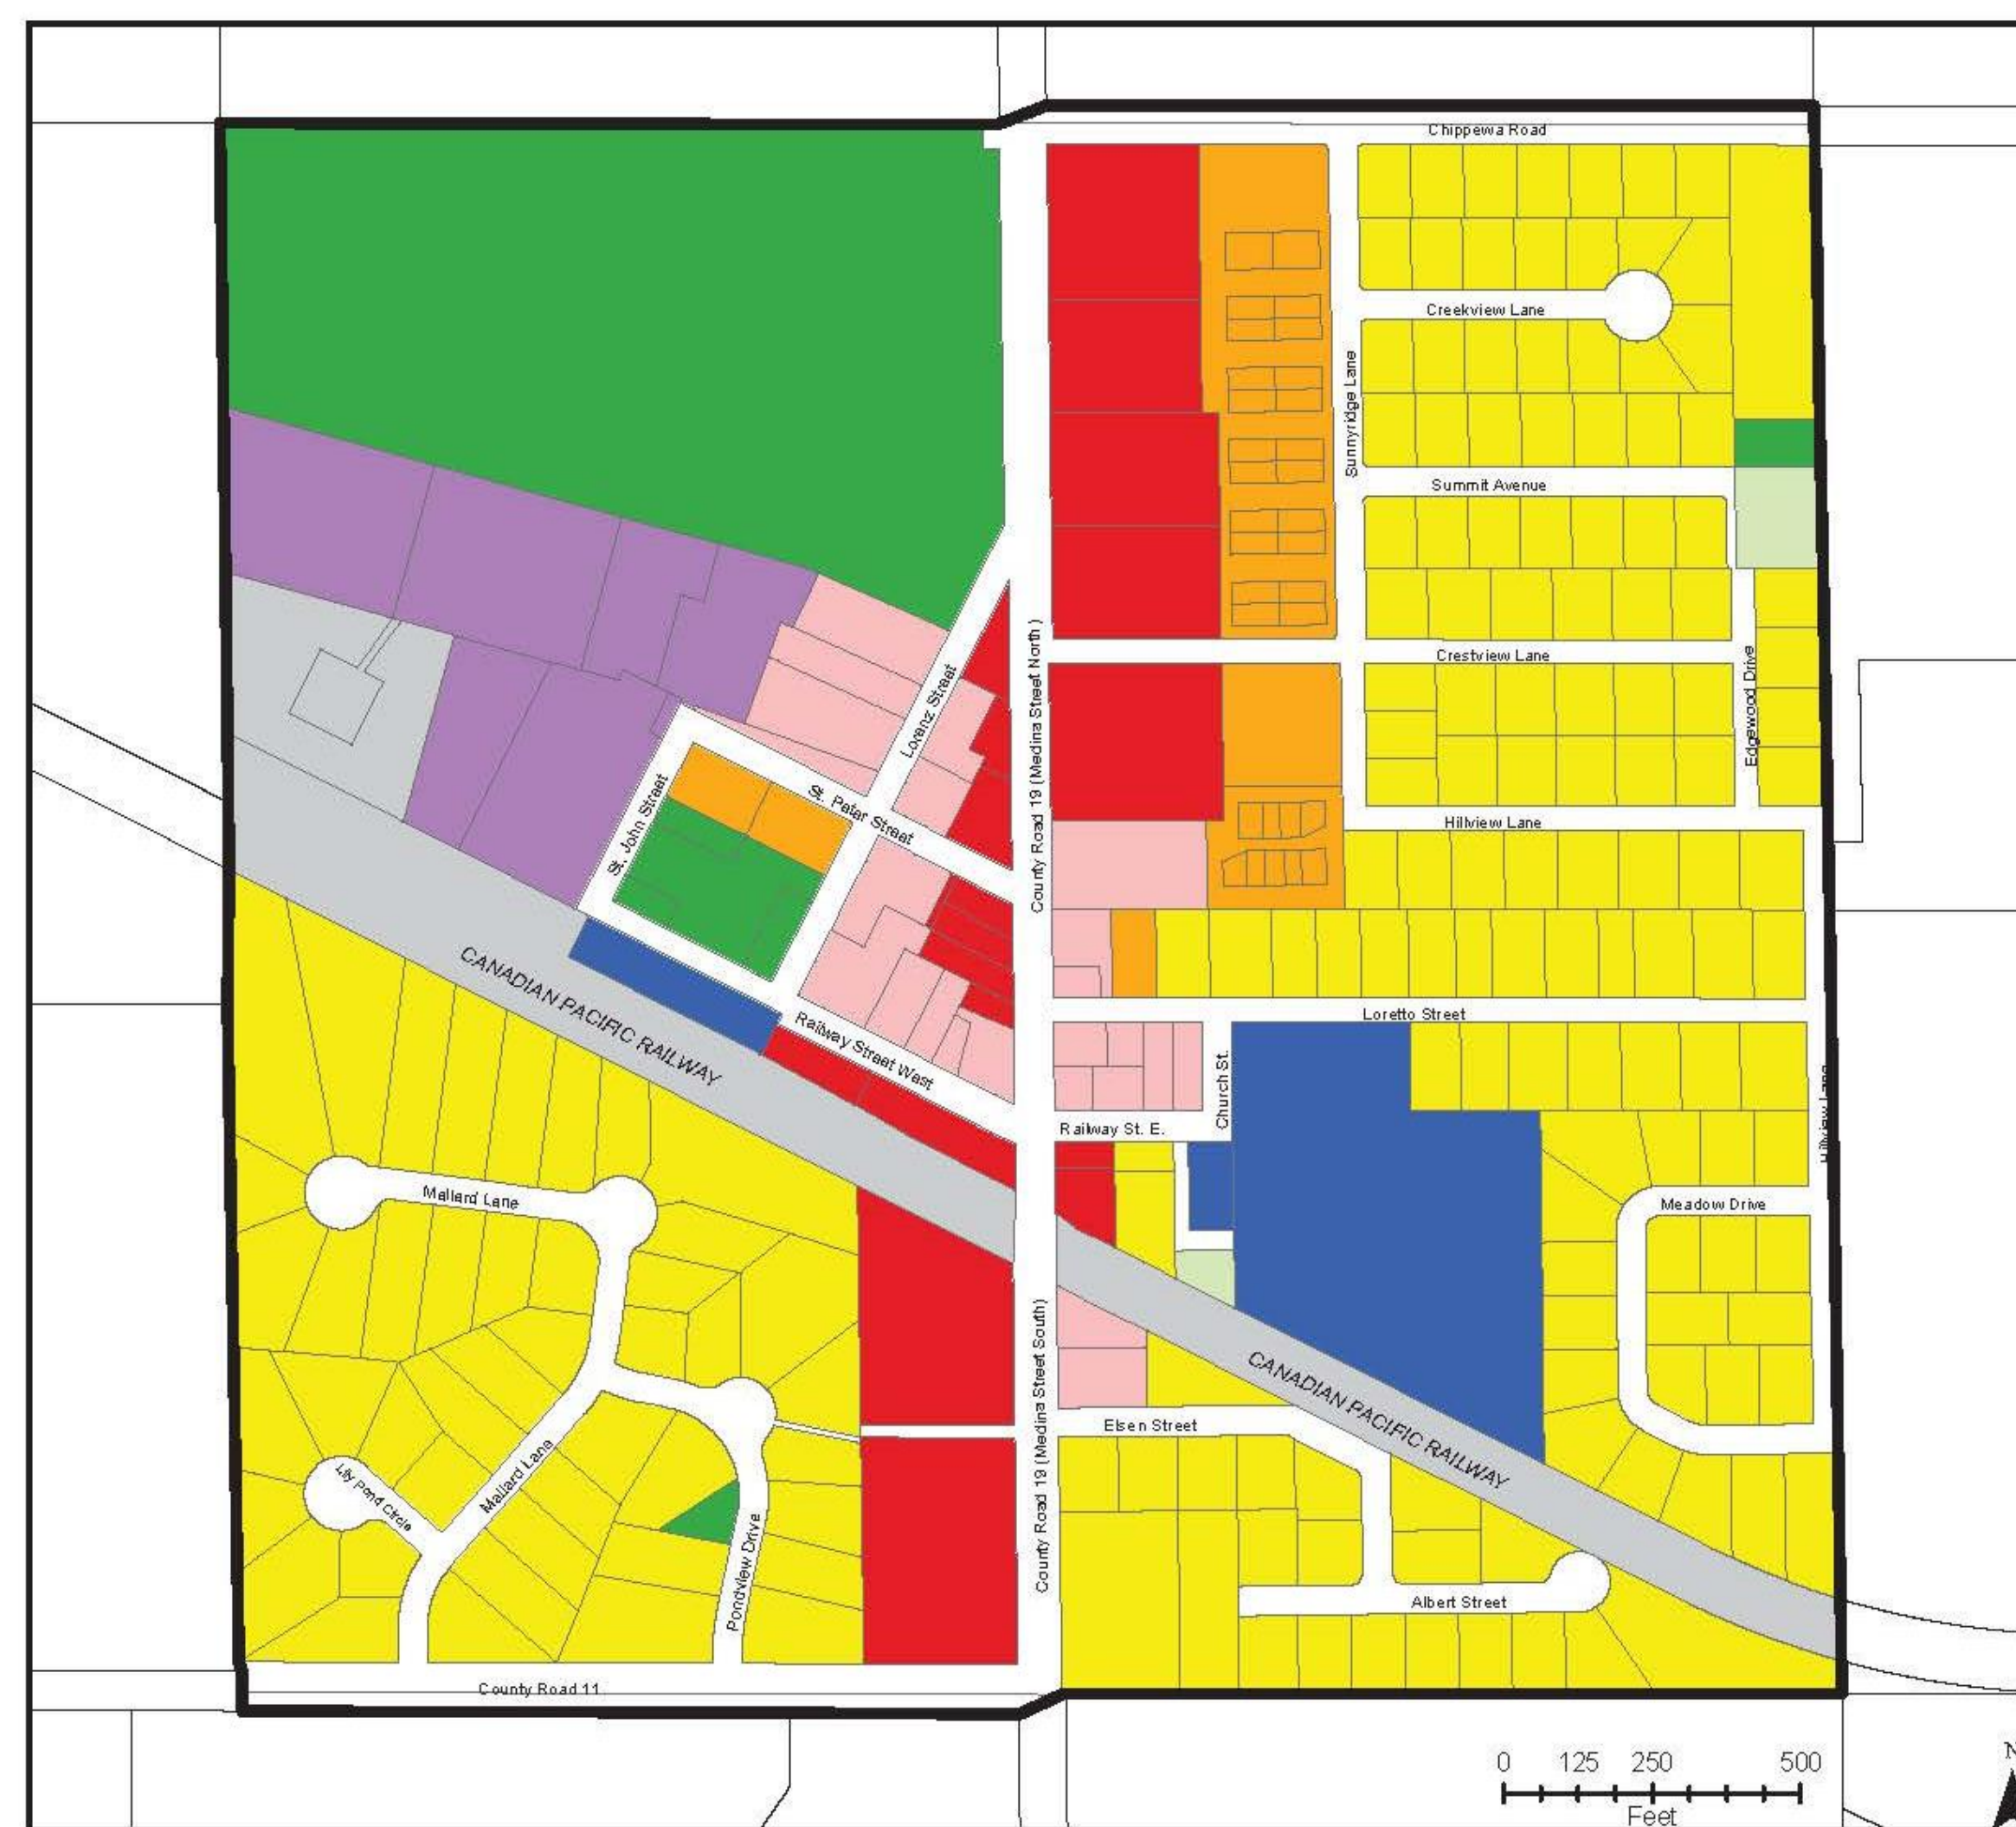 Chippewa Road
Creekview Lane
Sunnyridge Lane
Summit Avenue
Crestview Lane
Edgewood Drive
County Road 19 (Medina Street North)
Lorenz Street
St. Peter Street
St. John Street
Hillview Lane
CANADIAN PACIFIC RAILWAY
Railway Street West
Loretto Street
Church St.
Railway St. E.
Hillview Lane
Meadow Drive
Mallard Lane
County Road 19 (Medina Street South)
CANADIAN PACIFIC RAILWAY
Elsen Street
Mallard Lane
Lily Pond Circle
Pondview Drive
Albert Street
County Road 11
0 125 250 500
Feet
N